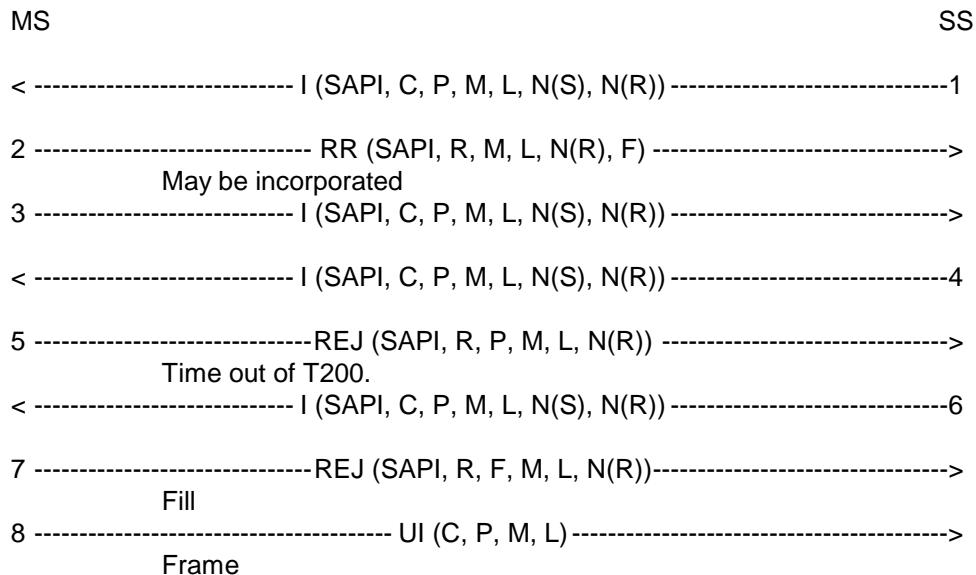 MS SS
< ----------------------------- I (SAPI, C, P, M, L, N(S), N(R)) -------------------------------1
2 ------------------------------- RR (SAPI, R, M, L, N(R), F) --------------------------------->
May be incorporated
3 ----------------------------- I (SAPI, C, P, M, L, N(S), N(R)) ------------------------------->
< ----------------------------- I (SAPI, C, P, M, L, N(S), N(R)) -------------------------------4
5 -------------------------------REJ (SAPI, R, P, M, L, N(R)) -------------------------------->
Time out of T200.
< ----------------------------- I (SAPI, C, P, M, L, N(S), N(R)) -------------------------------6
7 -------------------------------REJ (SAPI, R, F, M, L, N(R))--------------------------------->
Fill
8 ---------------------------------------- UI (C, P, M, L) ------------------------------------------>
Frame